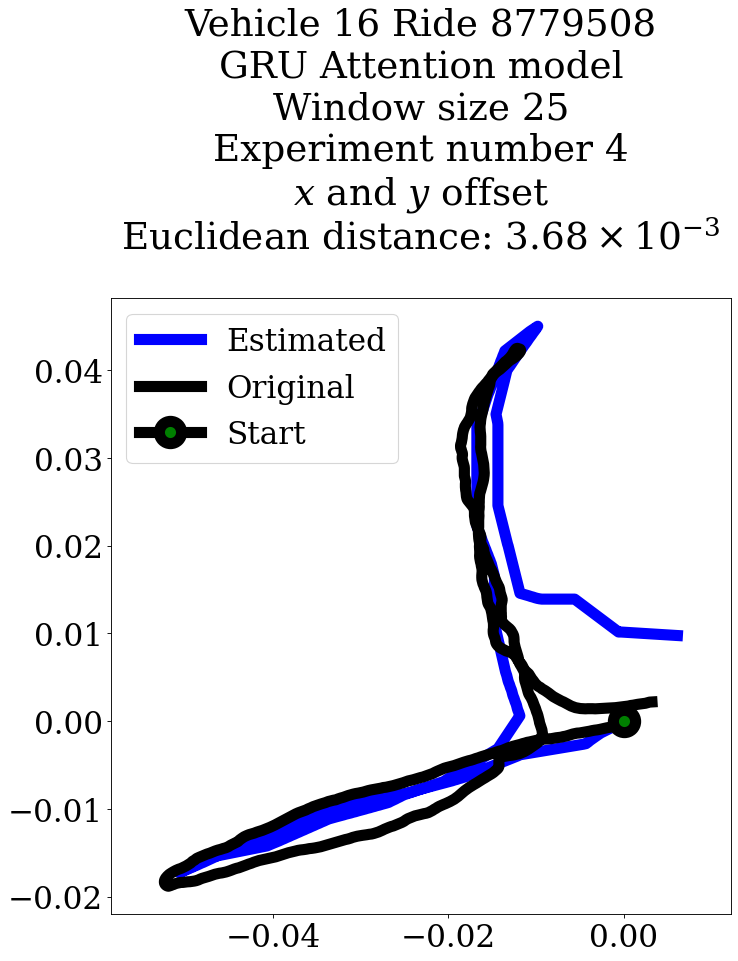 Vehicle 16 Ride 8779508
GRU Attention model
Window size 25
Experiment number 4
x and y offset
Euclidean distance: 3.68 × 10⁻³
Estimated
Original
Start
0.04
0.03
0.02
0.01
0.00
−0.01
−0.02
−0.04
−0.02
0.00